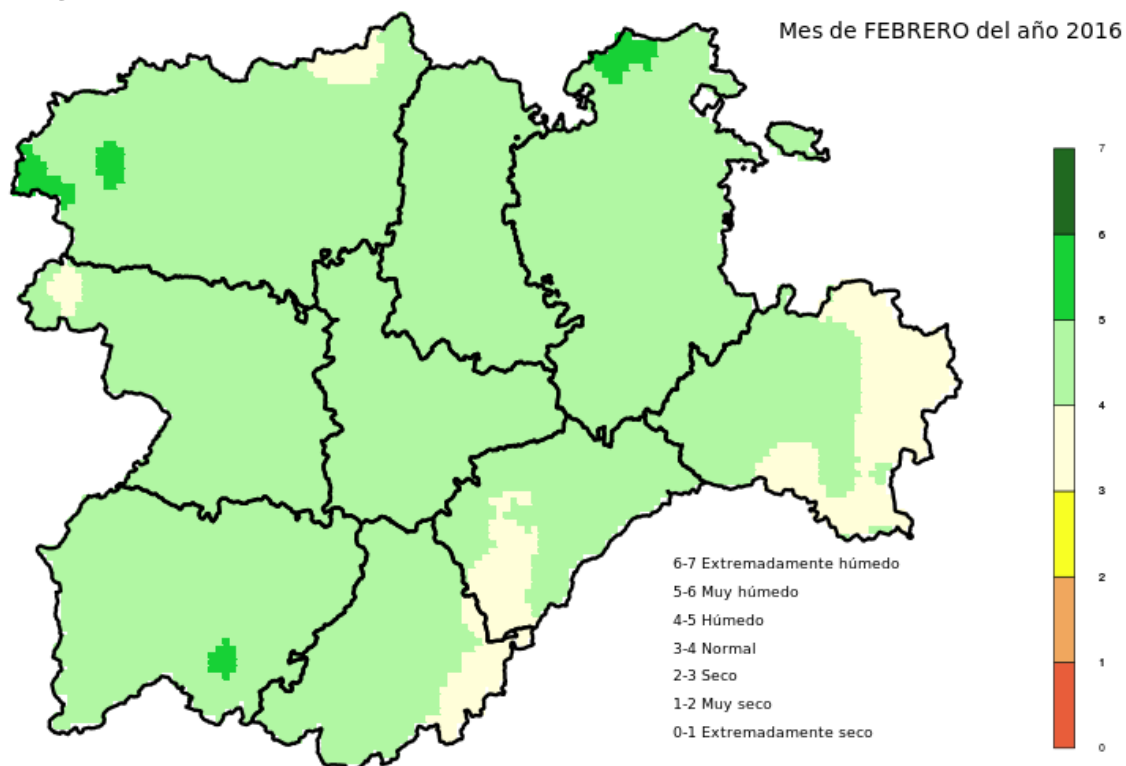 Mes de FEBRERO del año 2016
7
6
5
4
3
2
1
0
6-7 Extremadamente húmedo
5-6 Muy húmedo
4-5 Húmedo
3-4 Normal
2-3 Seco
1-2 Muy seco
0-1 Extremadamente seco